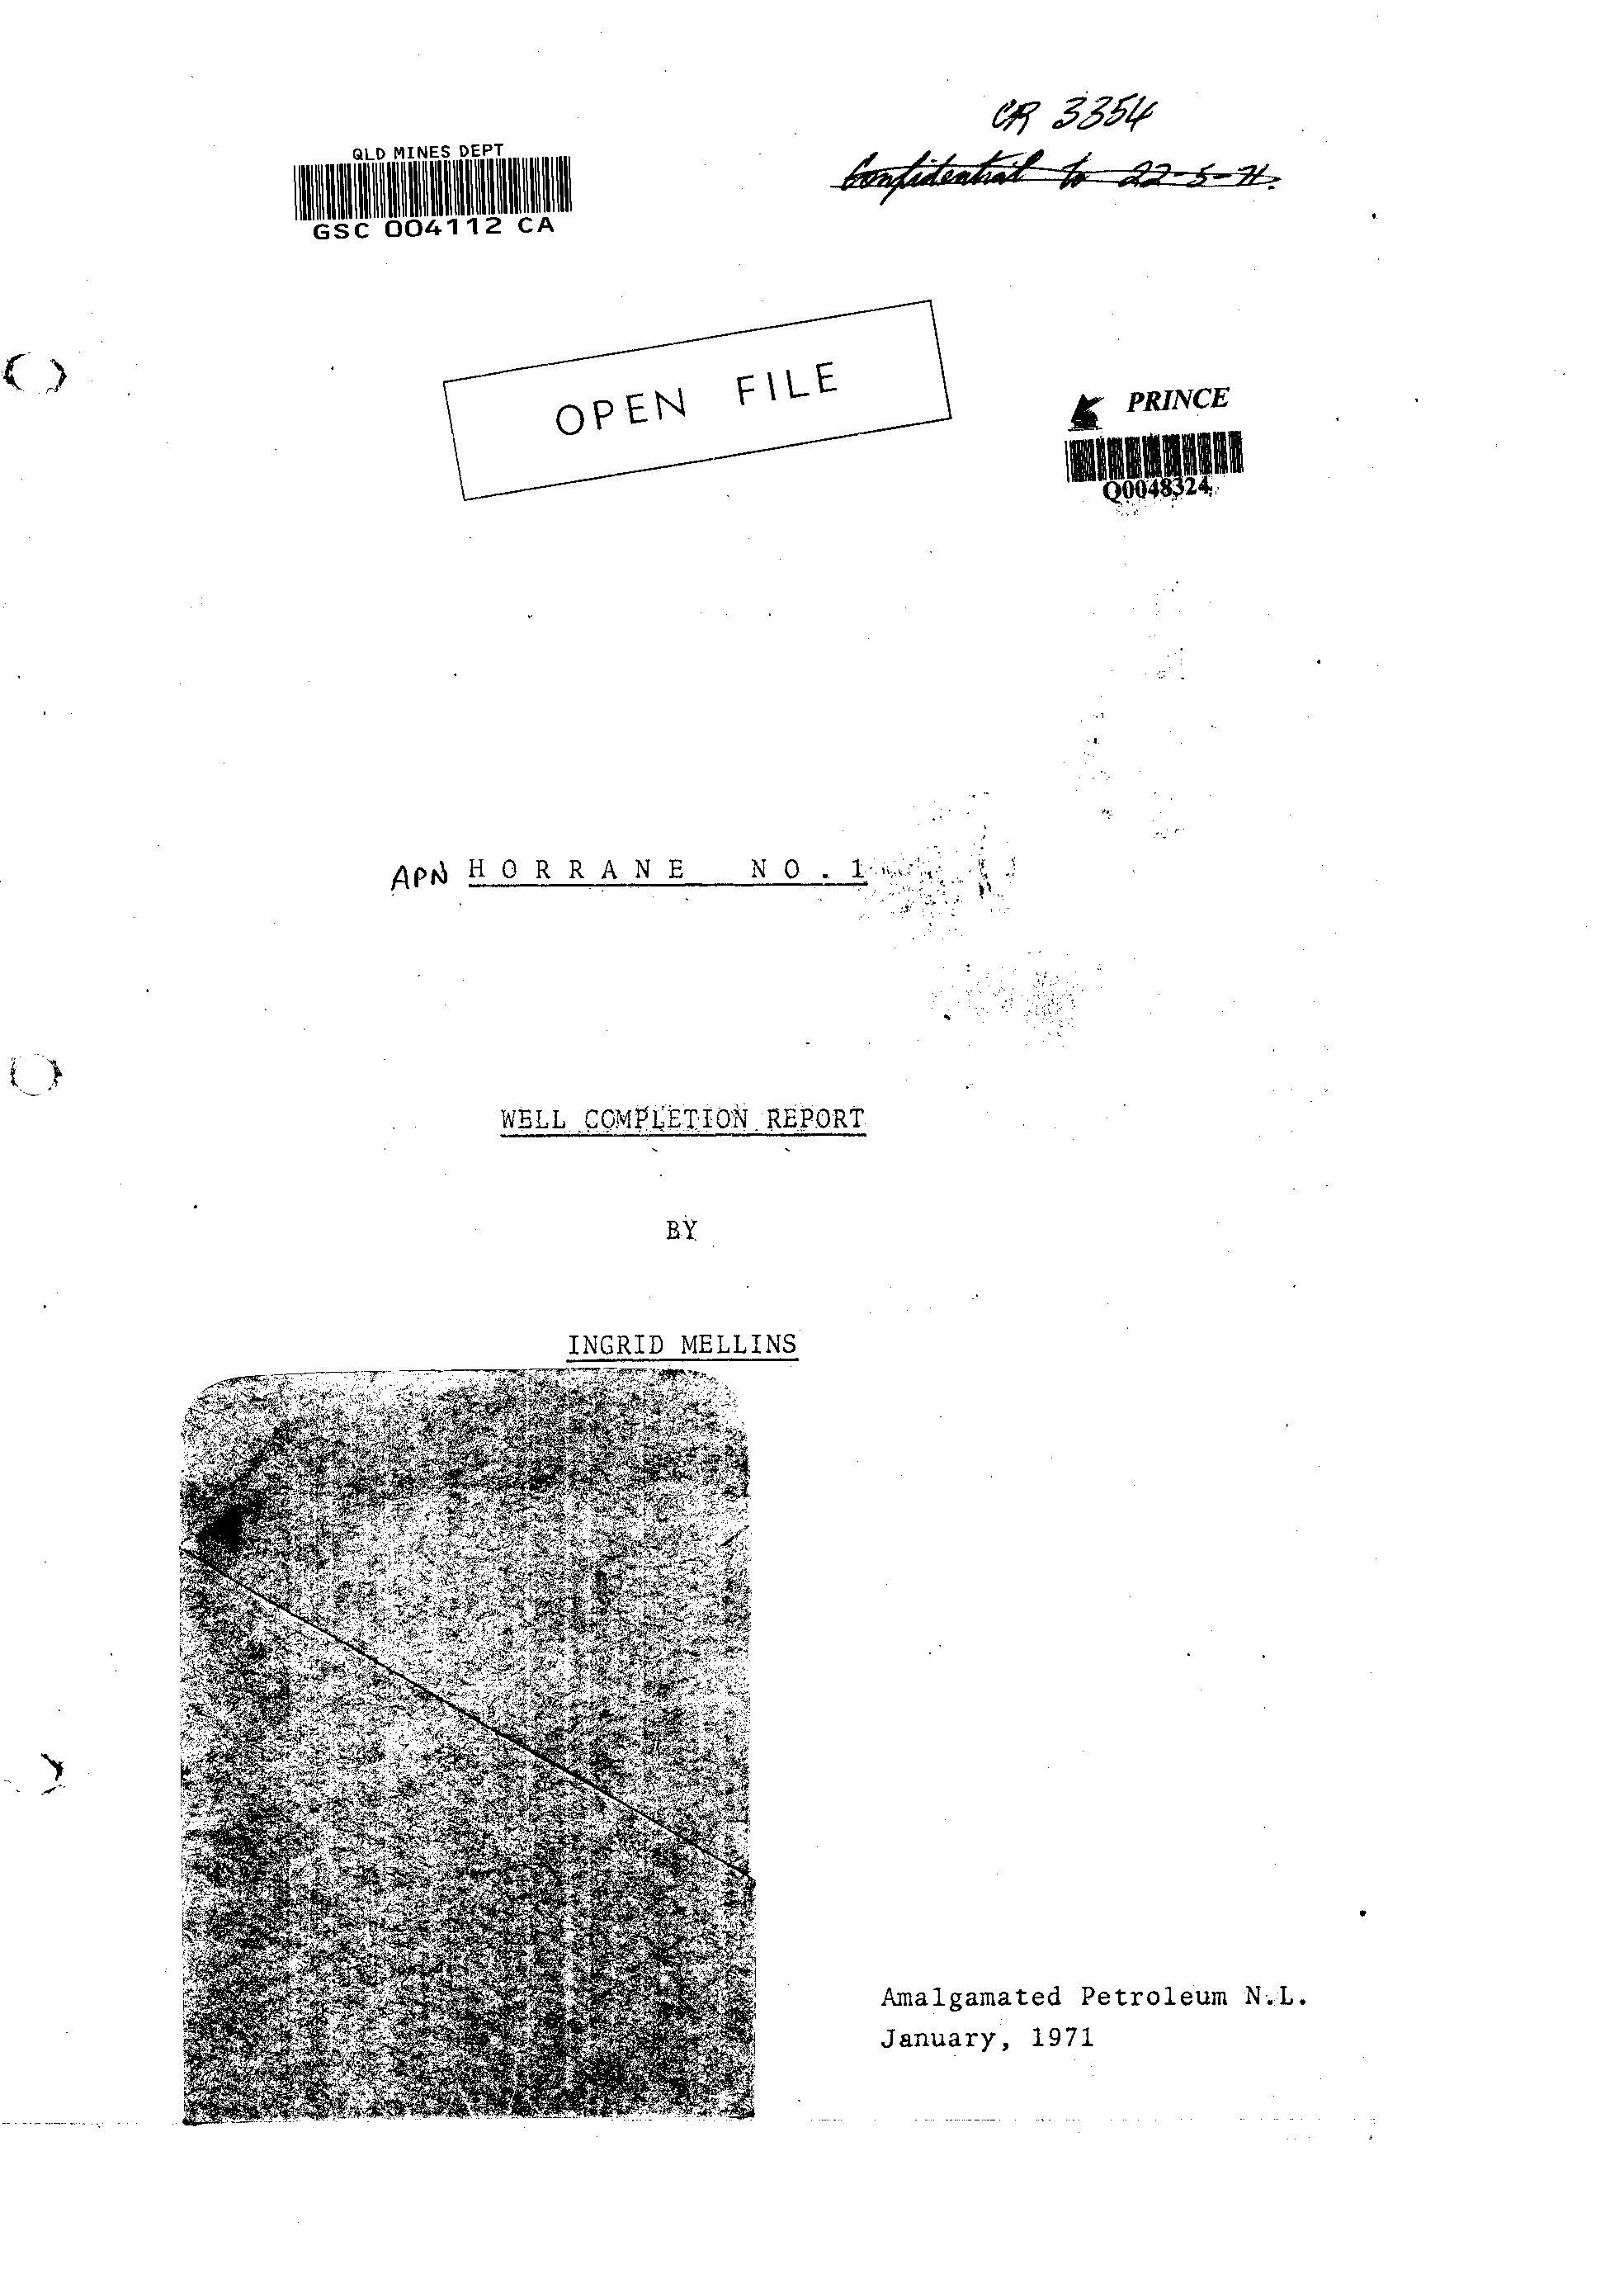 CR 3354
QLD MINES DEPT
Confidential to 22-5-71.
GSC 004112 CA
OPEN FILE
PRINCE
Q0048324
APN HORRANE NO.1
WELL COMPLETION REPORT
BY
INGRID MELLINS
Amalgamated Petroleum N.L.
January, 1971